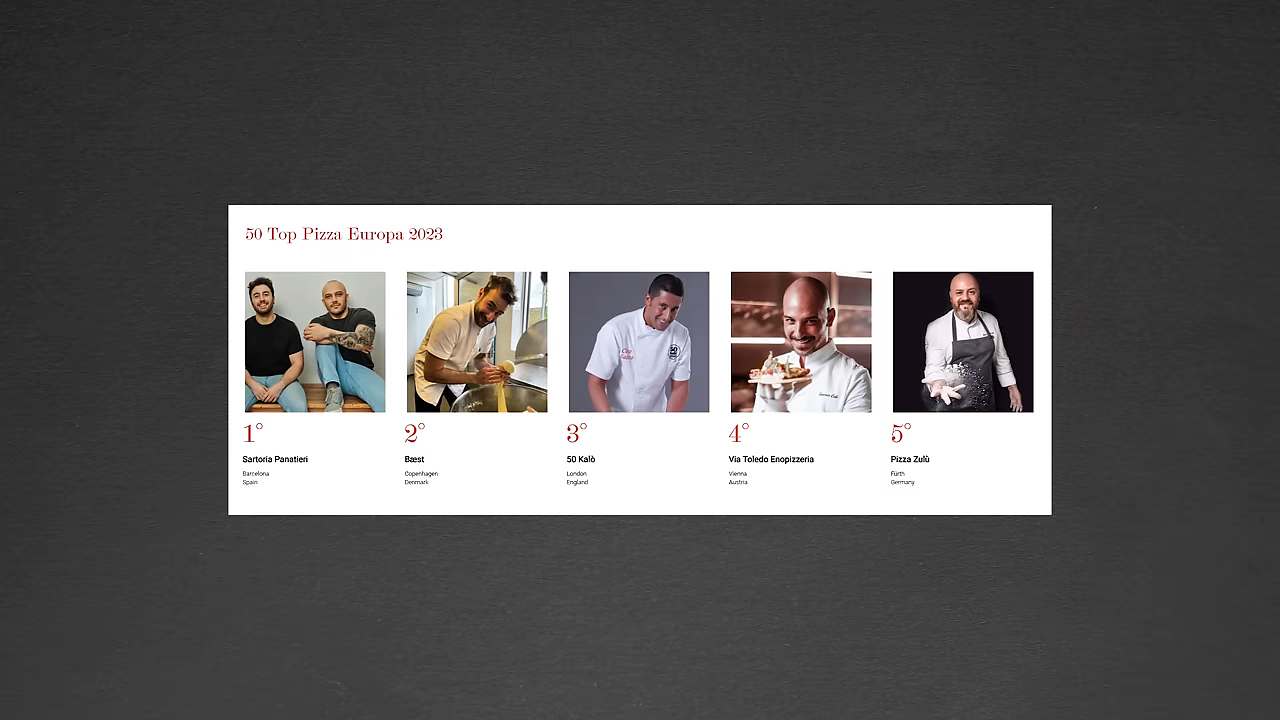 50 Top Pizza Europa 2023
1°
Sartoria Panatieri
Barcelona
Spain
2°
Bæst
Copenhagen
Denmark
3°
50 Kalò
London
England
4°
Via Toledo Enopizzeria
Vienna
Austria
5°
Pizza Zulù
Fürth
Germany